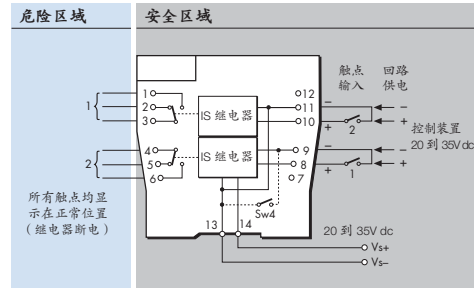 危险区域
安全区域
触点
输入
回路
供电
1
2
3
1
IS 继电器
12
11
10
−
+
2
−
+
控制装置
20 到 35V dc
4
5
6
2
IS 继电器
9
8
7
−
+
1
−
+
所有触点均显
示在正常位置
（继电器断电）
Sw4
13
14
20 到 35V dc
Vs+
Vs−